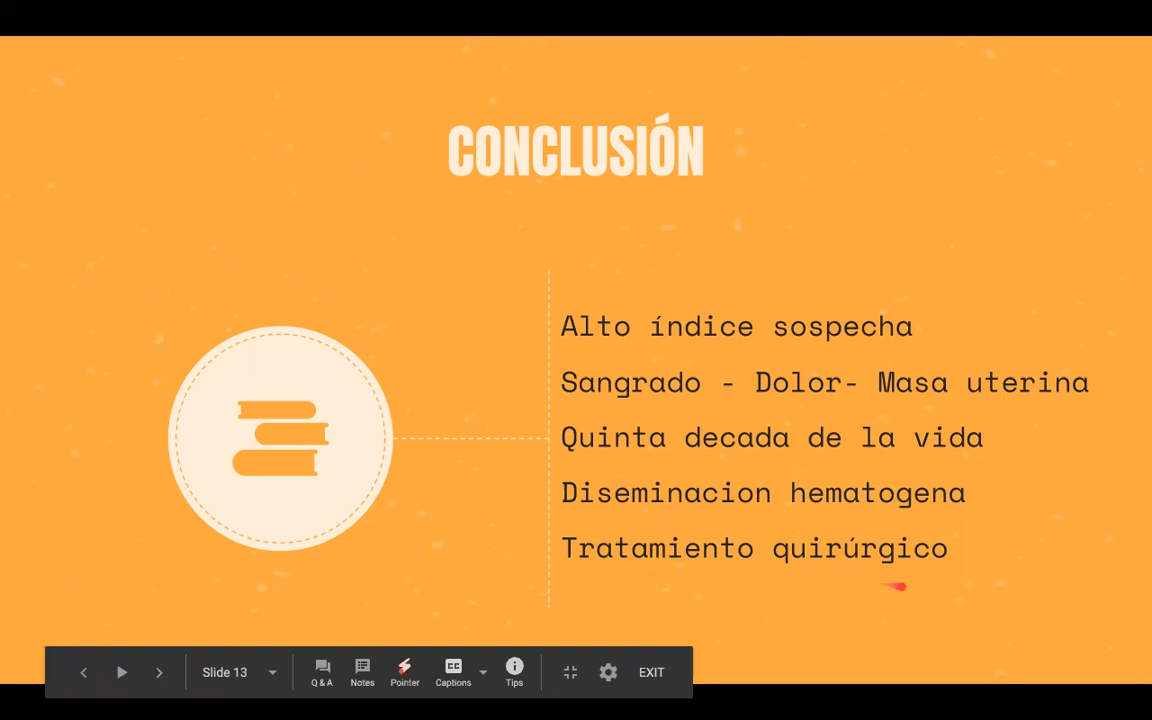 CONCLUSIÓN
Alto índice sospecha
Sangrado - Dolor- Masa uterina
Quinta decada de la vida
Diseminacion hematogena
Tratamiento quirúrgico
Slide 13
Q & A
Notes
Pointer
CC
Captions
Tips
EXIT